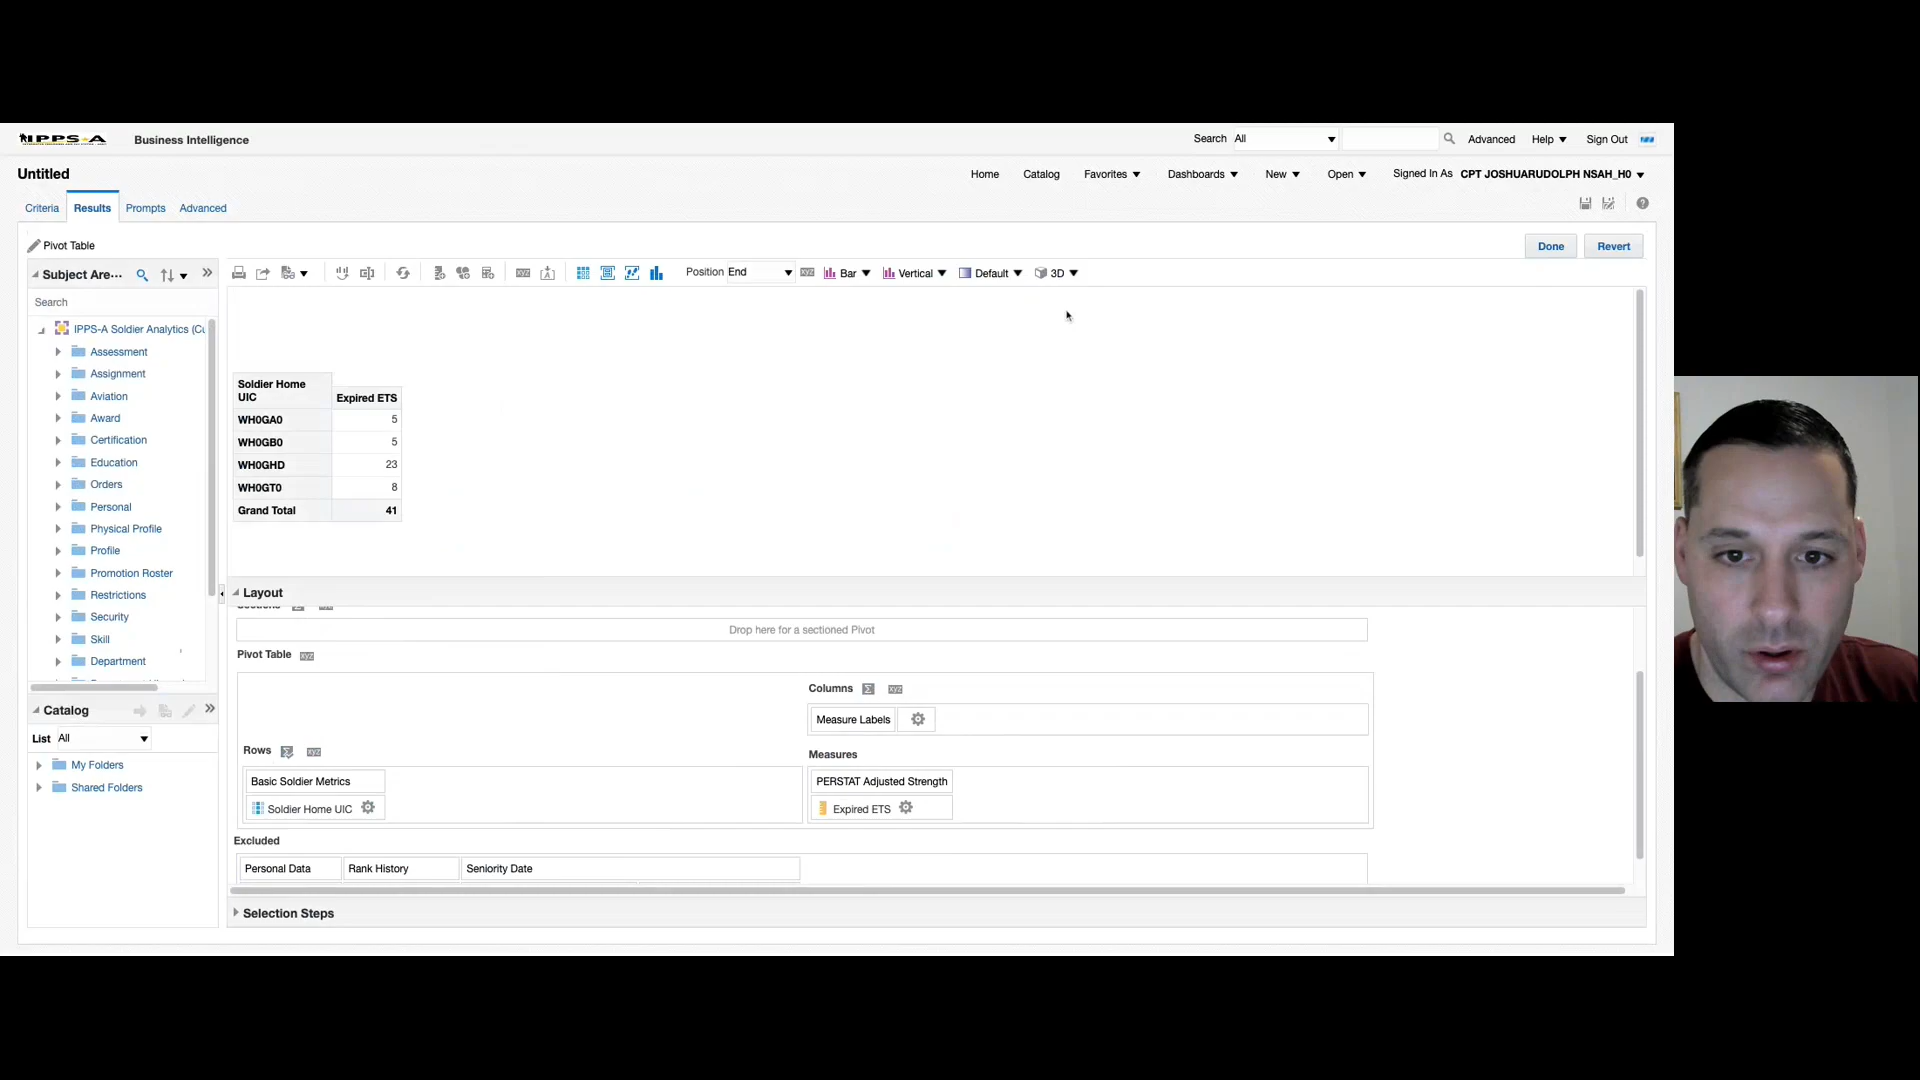 IPPS-A Business Intelligence Search All Advanced Help Sign Out
Untitled Home Catalog Favorites Dashboards New Open Signed In As CPT JOSHUARUDOLPH NSAH_H0
Criteria Results Prompts Advanced
Pivot Table Done Revert
Subject Are... Position End Bar Vertical Default 3D
Search
IPPS-A Soldier Analytics (Cu
Assessment
Assignment
Aviation
Award
Certification
Education
Orders
Personal
Physical Profile
Profile
Promotion Roster
Restrictions
Security
Skill
Department
Catalog
List All
My Folders
Shared Folders
Soldier Home UIC Expired ETS
WH0GA0 5
WH0GB0 5
WH0GHD 23
WH0GT0 8
Grand Total 41
Layout
Sections
Drop here for a sectioned Pivot
Pivot Table
Columns
Measure Labels
Rows Measures
Basic Soldier Metrics PERSTAT Adjusted Strength
Soldier Home UIC Expired ETS
Excluded
Personal Data Rank History Seniority Date
Selection Steps